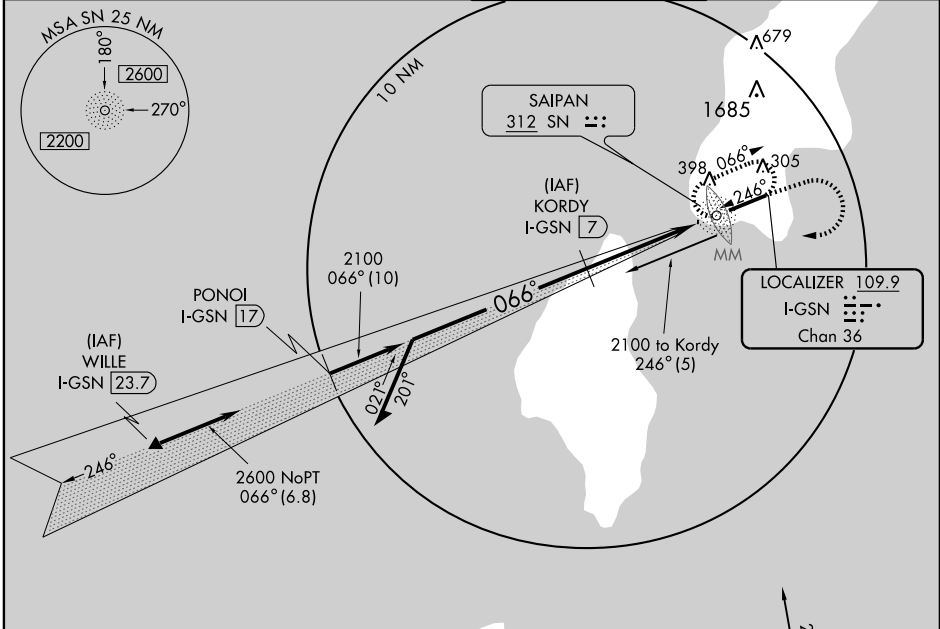 MSA SN 25 NM
180°
2600
270°
2200
10 NM
SAIPAN
312 SN
679
1685
398
066°
305
246°
MM
(IAF)
KORDY
I-GSN 7
LOCALIZER 109.9
I-GSN
Chan 36
2100
066° (10)
PONOI
I-GSN 17
066°
2100 to Kordy
246° (5)
(IAF)
WILLE
I-GSN 23.7
021°
201°
246°
2600 NoPT
066° (6.8)